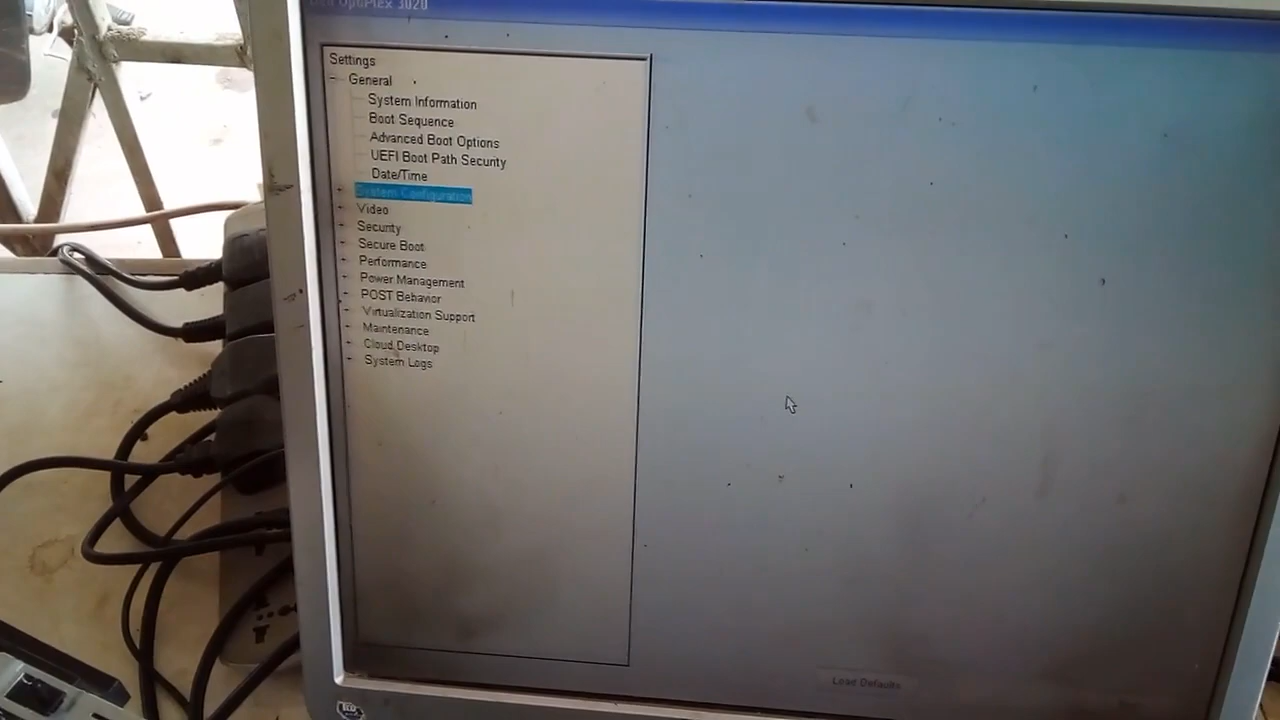 Dell OptiPlex 3020
Settings
General
System Information
Boot Sequence
Advanced Boot Options
UEFI Boot Path Security
Date/Time
System Configuration
Video
Security
Secure Boot
Performance
Power Management
POST Behavior
Virtualization Support
Maintenance
Cloud Desktop
System Logs
Load Defaults